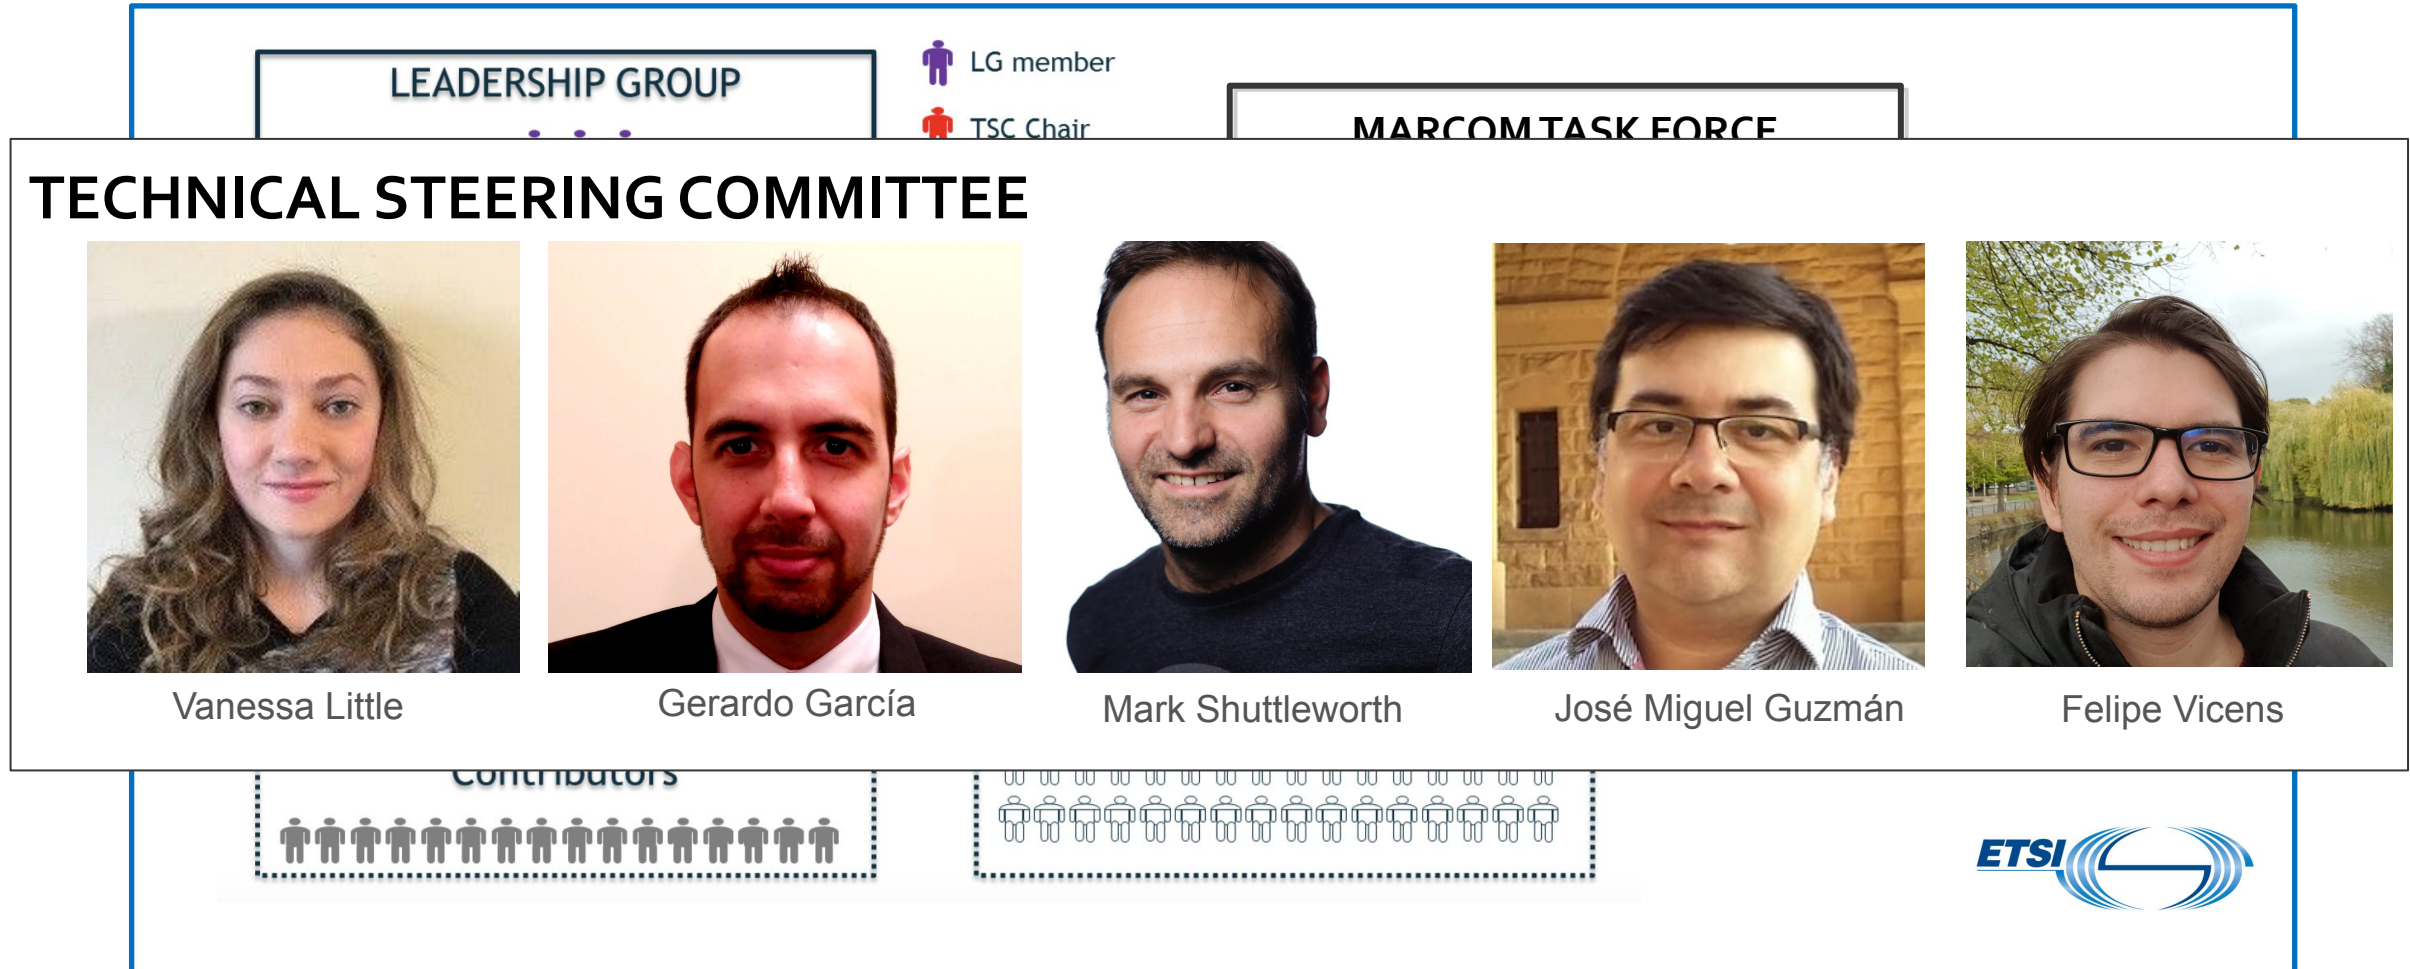 LEADERSHIP GROUP
LG member
TSC Chair
MARCOM TASK FORCE
TECHNICAL STEERING COMMITTEE
Vanessa Little
Gerardo García
Mark Shuttleworth
José Miguel Guzmán
Felipe Vicens
Contributors
ETSI